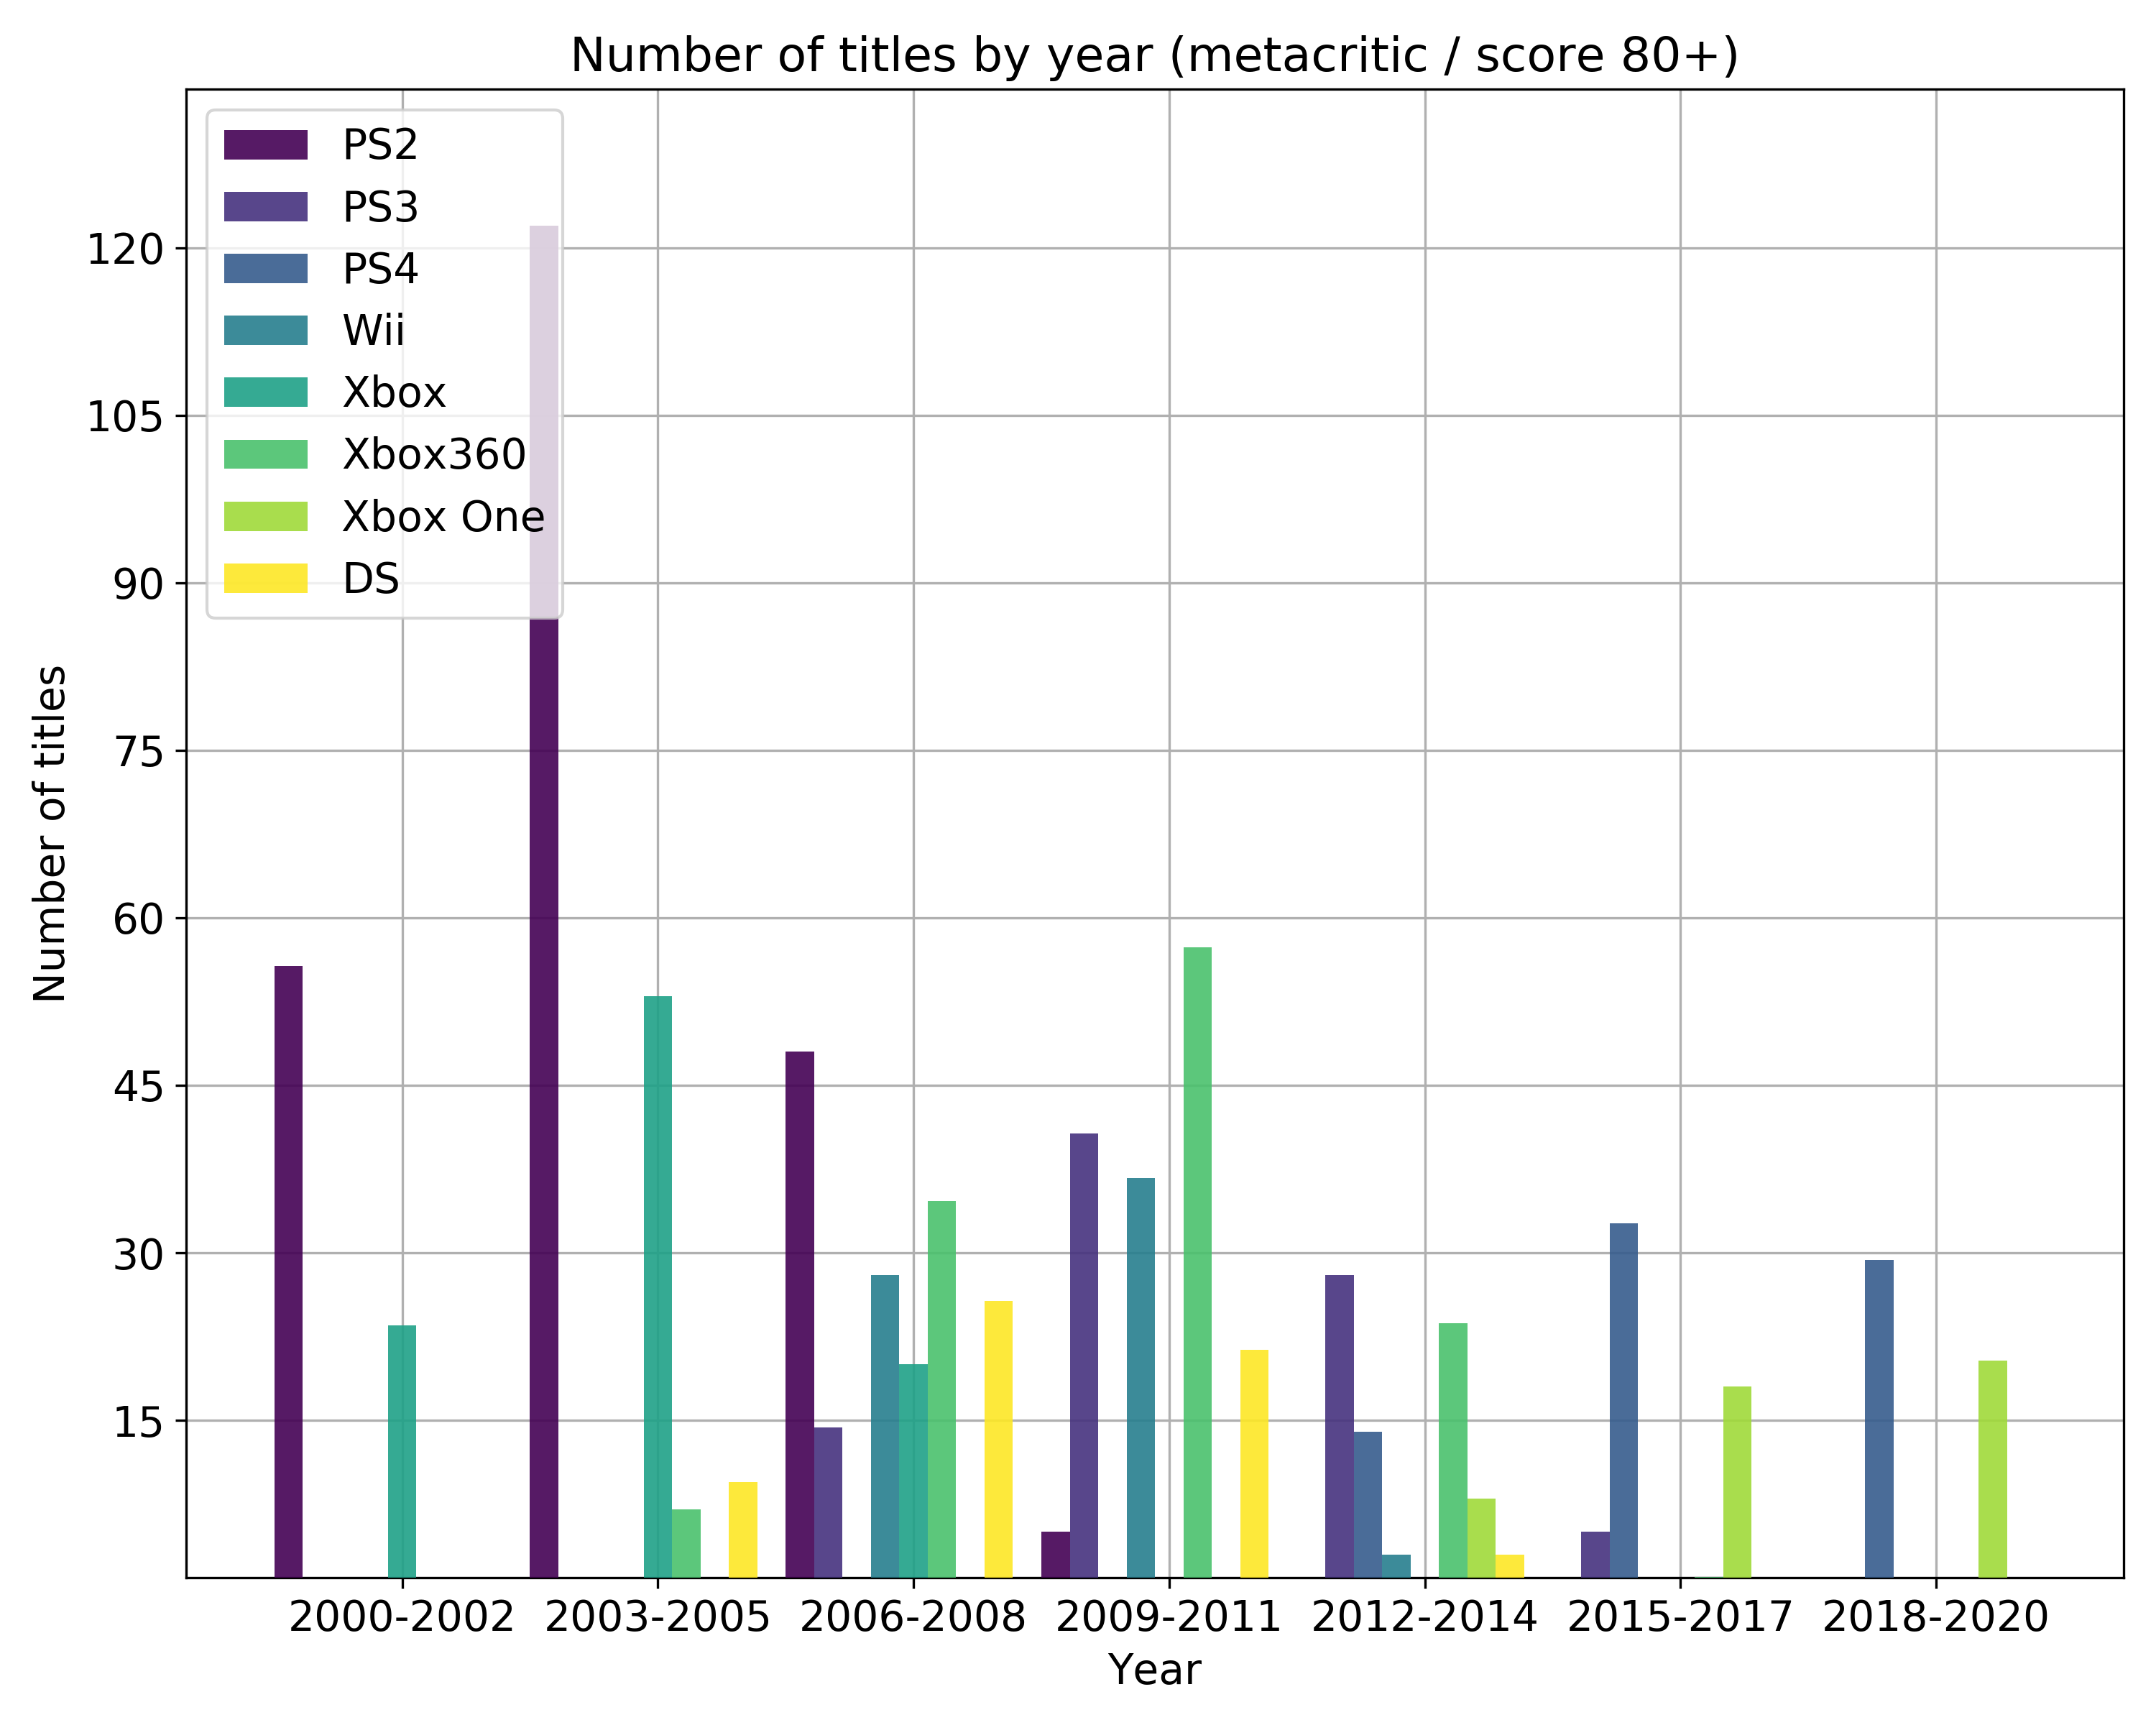 Number of titles by year (metacritic / score 80+)
PS2
PS3
PS4
Wii
Xbox
Xbox360
Xbox One
DS
120
105
90
75
60
45
30
15
Number of titles
2000-2002 2003-2005 2006-2008 2009-2011 2012-2014 2015-2017 2018-2020
Year